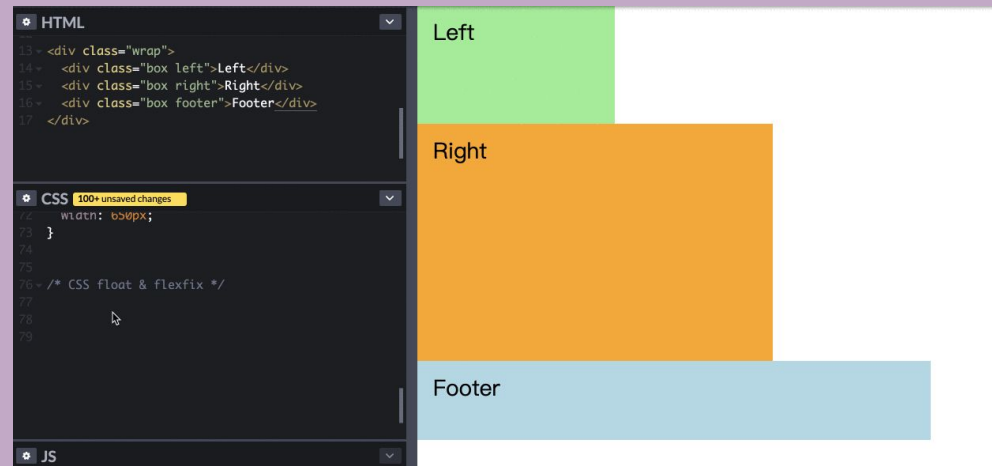 HTML
13 <div class="wrap">
14 <div class="box left">Left</div>
15 <div class="box right">Right</div>
16 <div class="box footer">Footer</div>
17 </div>
CSS 100+ unsaved changes
72 width: 650px;
73 }
74
75
76 /* CSS float & flexfix */
77
78
79
JS
Left
Right
Footer